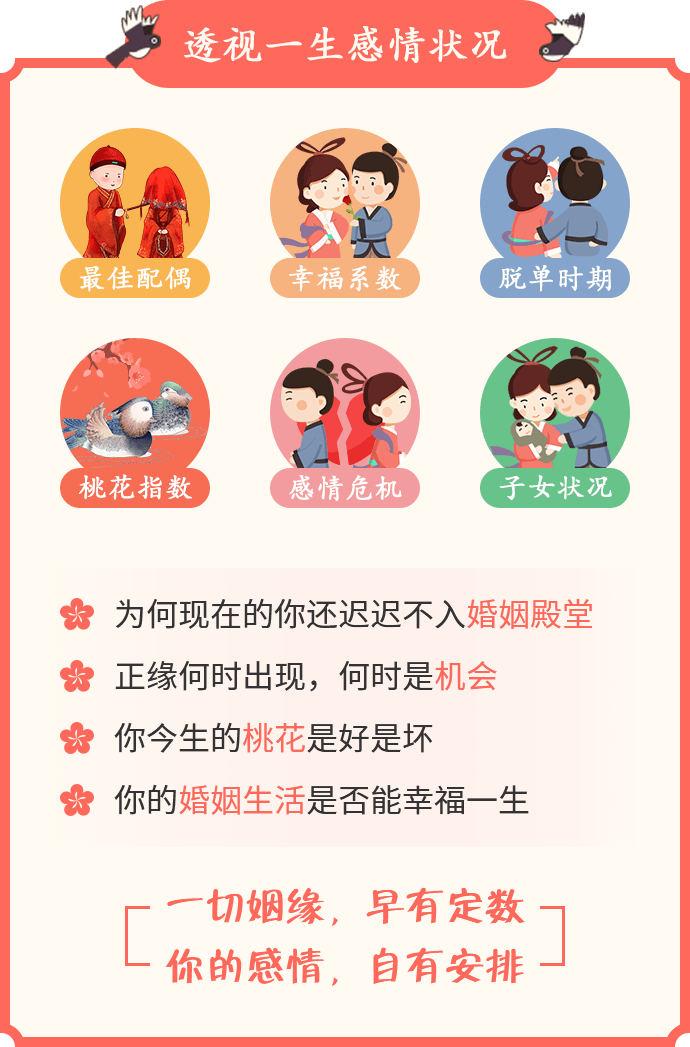 透视一生感情状况
最佳配偶
幸福系数
脱单时期
桃花指数
感情危机
子女状况
为何现在的你还迟迟不入婚姻殿堂
正缘何时出现，何时是机会
你今生的桃花是好是坏
你的婚姻生活是否能幸福一生
一切姻缘，早有定数
你的感情，自有安排